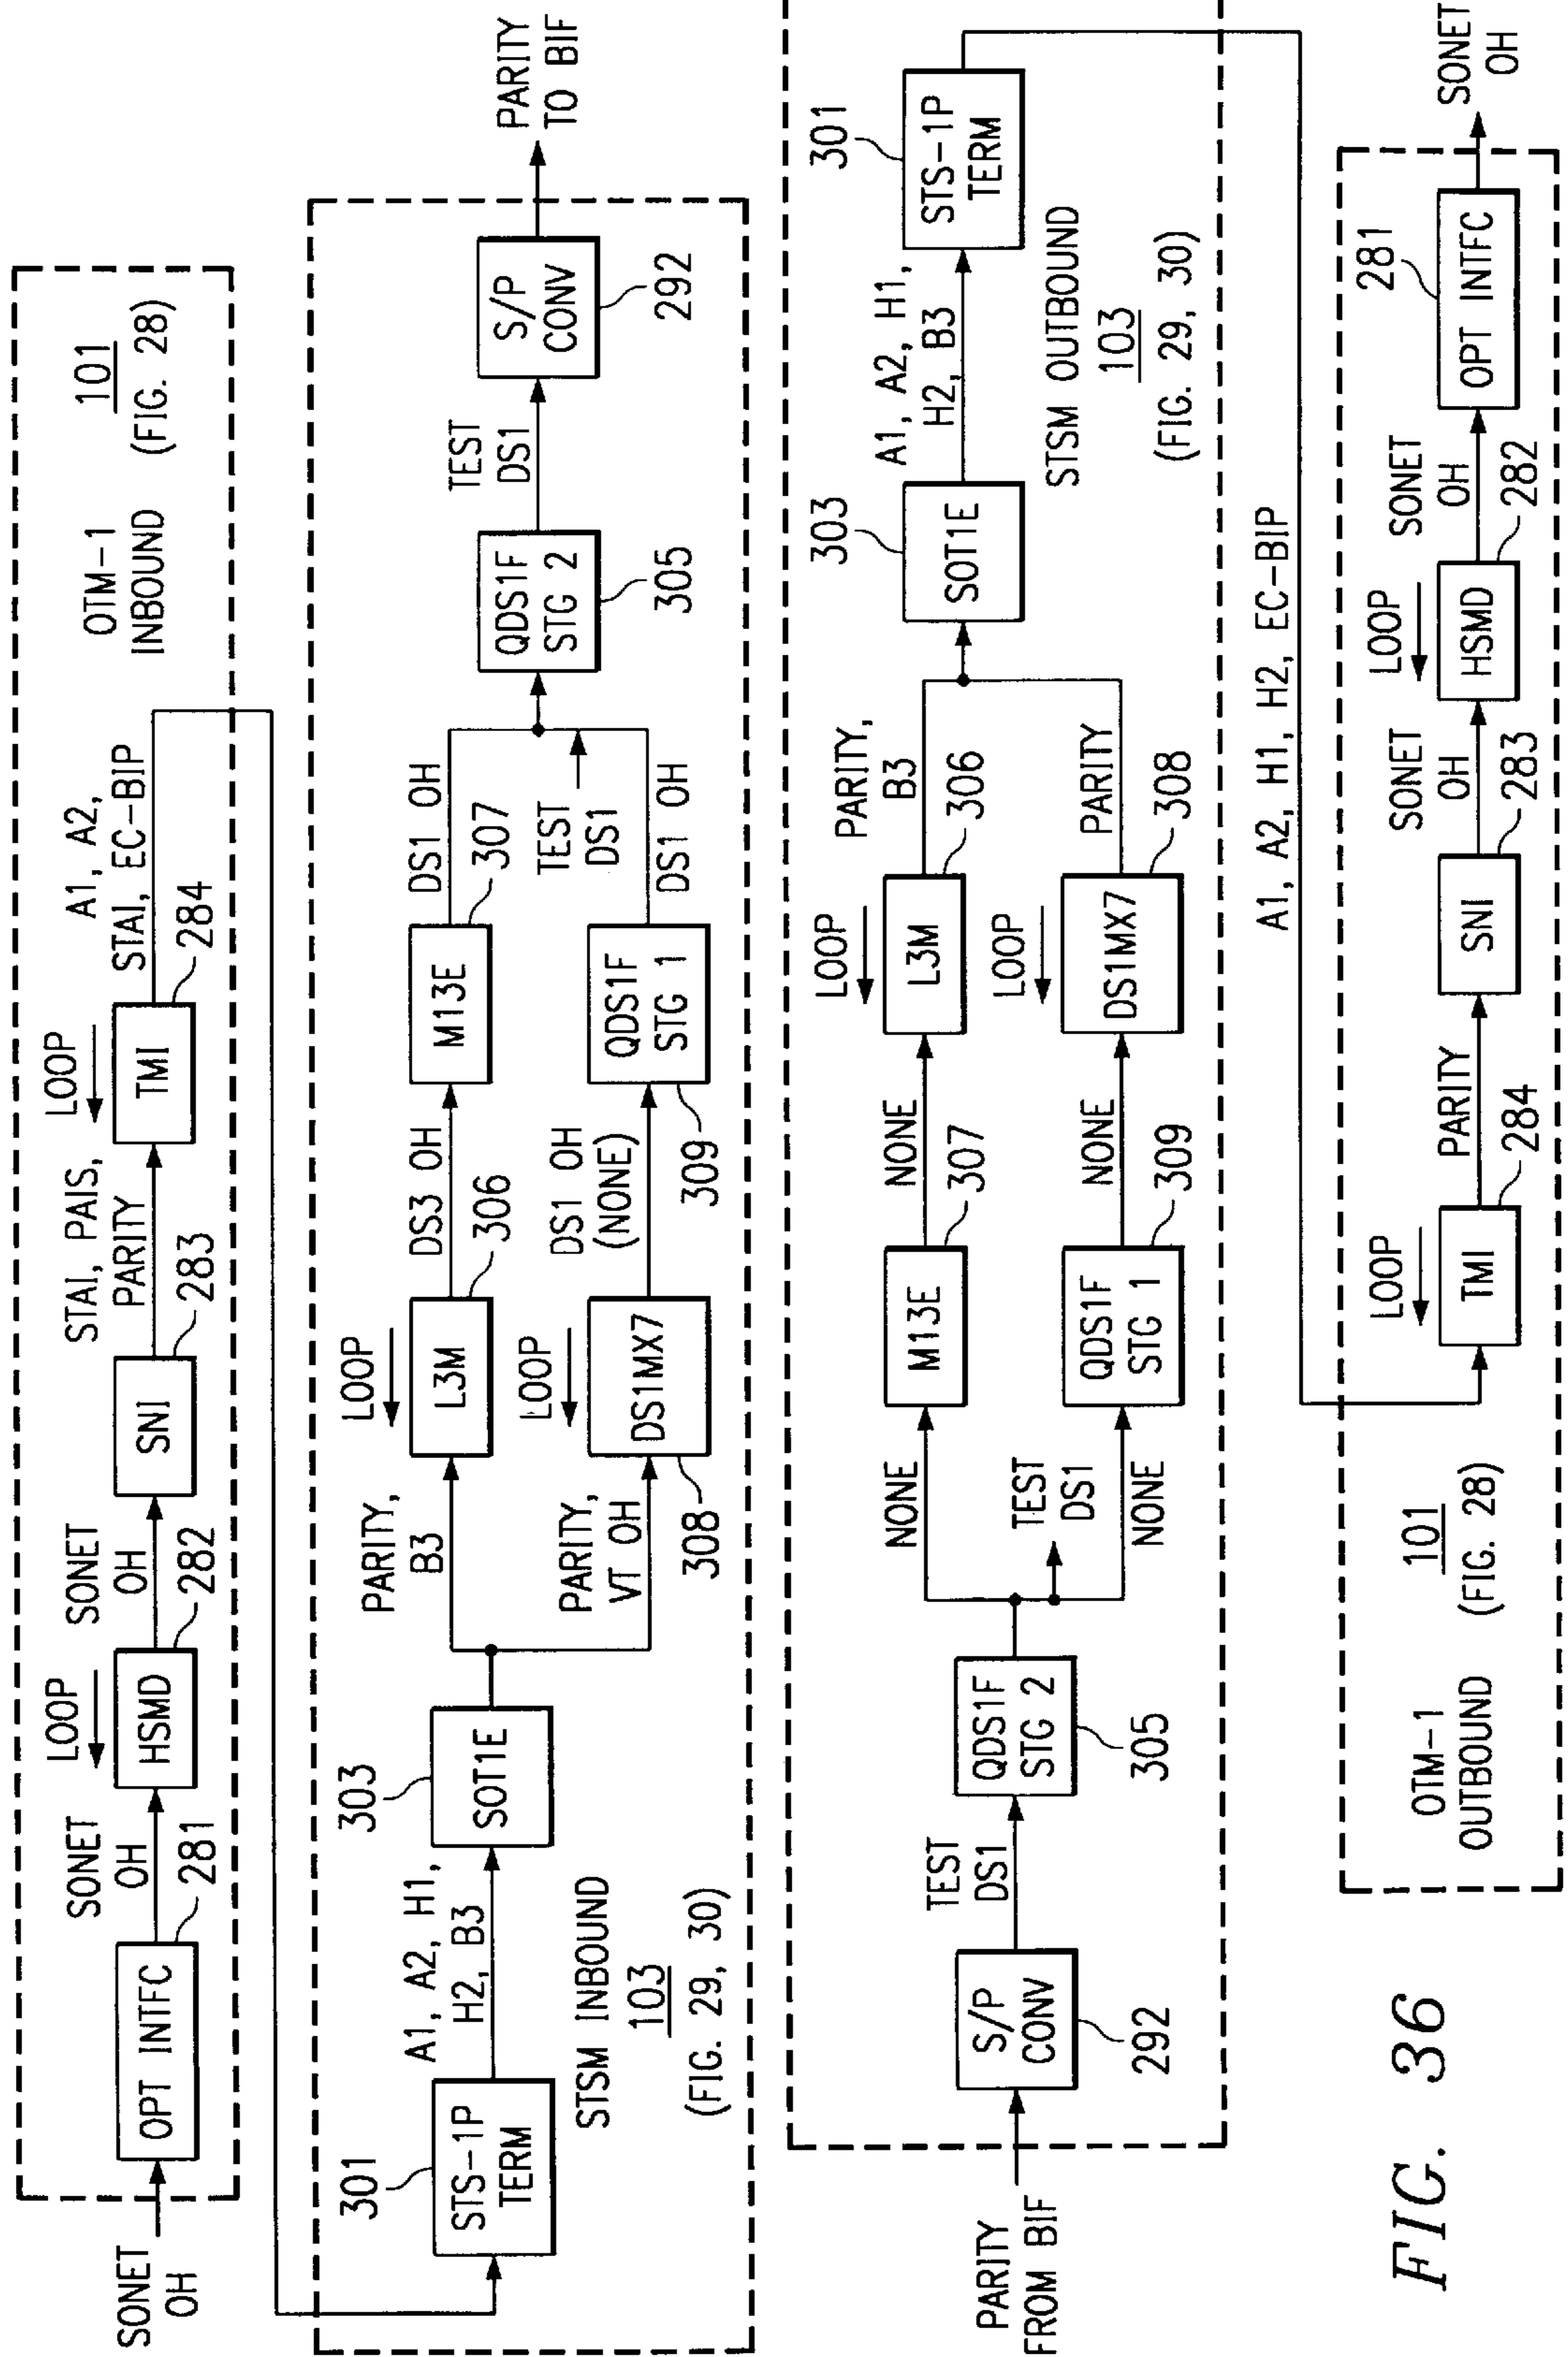 SONET
OH
OPT INTFC
281
SONET
OH
LOOP
HSMD
282
SONET
OH
SNI
283
STAI, PAIS,
PARITY
LOOP
TMI
284
A1, A2,
STAI, EC-BIP
OTM-1
INBOUND
101
(FIG. 28)
301
STS-1P
TERM
A1, A2, H1,
H2, B3
303
SOT1E
STSM INBOUND
103
(FIG. 29, 30)
PARITY,
B3
LOOP
L3M
306
DS3 OH
M13E
307
DS1 OH
PARITY,
VT OH
308
LOOP
DS1MX7
DS1 OH
(NONE)
309
QDS1F
STG 1
DS1 OH
TEST
DS1
QDS1F
STG 2
305
TEST
DS1
S/P
CONV
292
PARITY
TO BIF
PARITY
FROM BIF
S/P
CONV
292
TEST
DS1
QDS1F
STG 2
305
NONE
M13E
307
NONE
LOOP
L3M
306
PARITY,
B3
TEST
DS1
NONE
QDS1F
STG 1
309
NONE
LOOP
DS1MX7
308
PARITY
303
SOT1E
A1, A2, H1,
H2, B3
301
STS-1P
TERM
STSM OUTBOUND
103
(FIG. 29, 30)
A1, A2, H1, H2, EC-BIP
OTM-1
OUTBOUND
101
(FIG. 28)
LOOP
TMI
284
PARITY
SNI
283
SONET
OH
LOOP
HSMD
282
SONET
OH
281
OPT INTFC
SONET
OH
FIG. 36